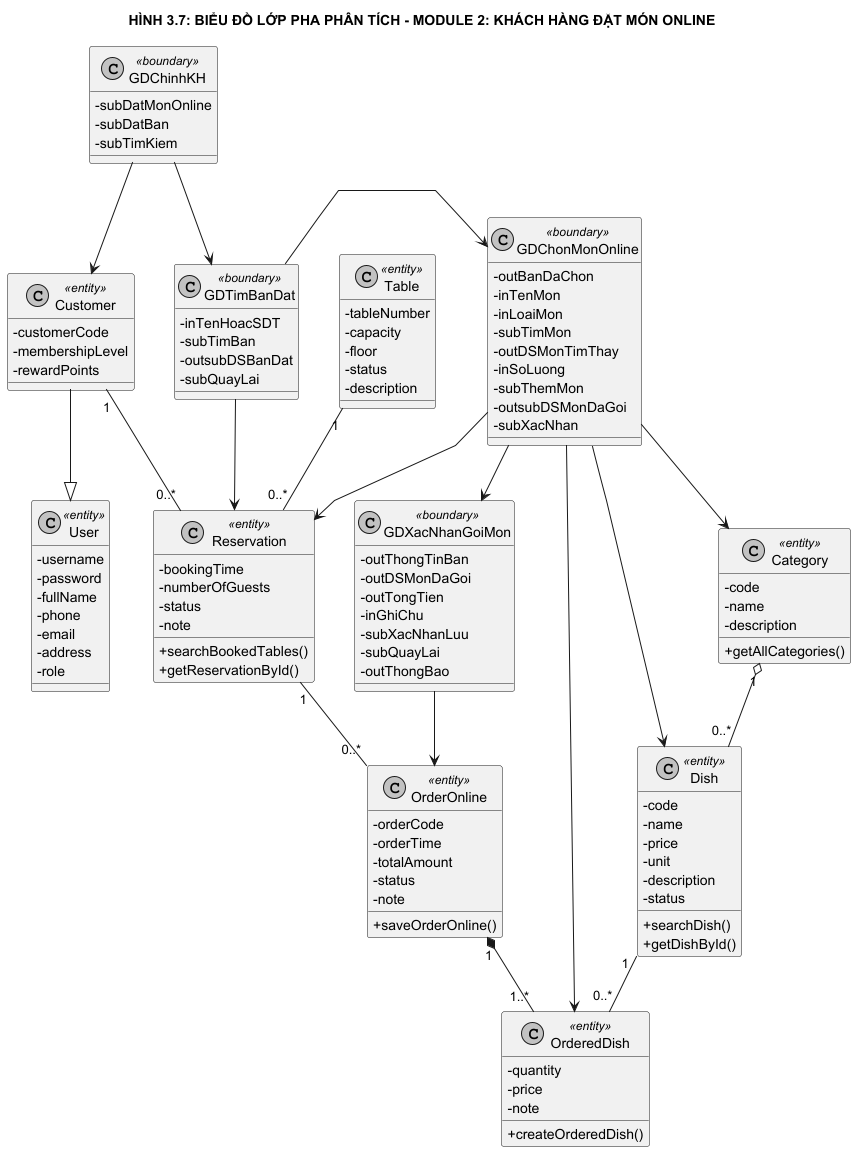 HÌNH 3.7: BIỂU ĐỒ LỚP PHA PHÂN TÍCH - MODULE 2: KHÁCH HÀNG ĐẶT MÓN ONLINE
C
«boundary»
GDChinhKH
-subDatMonOnline
-subDatBan
-subTimKiem
C
«boundary»
GDChonMonOnline
-outBanDaChon
-inTenMon
-inLoaiMon
-subTimMon
-outDSMonTimThay
-inSoLuong
-subThemMon
-outsubDSMonDaGoi
-subXacNhan
C
«entity»
Customer
-customerCode
-membershipLevel
-rewardPoints
1
C
«boundary»
GDTimBanDat
-inTenHoacSDT
-subTimBan
-outsubDSBanDat
-subQuayLai
C
«entity»
Table
-tableNumber
-capacity
-floor
-status
-description
1
0..*
0..*
C
«entity»
User
-username
-password
-fullName
-phone
-email
-address
-role
C
«entity»
Reservation
-bookingTime
-numberOfGuests
-status
-note
+searchBookedTables()
+getReservationById()
1
0..*
C
«boundary»
GDXacNhanGoiMon
-outThongTinBan
-outDSMonDaGoi
-outTongTien
-inGhiChu
-subXacNhanLuu
-subQuayLai
-outThongBao
C
«entity»
Category
-code
-name
-description
+getAllCategories()
1
0..*
C
«entity»
OrderOnline
-orderCode
-orderTime
-totalAmount
-status
-note
+saveOrderOnline()
1
1..*
C
«entity»
Dish
-code
-name
-price
-unit
-description
-status
+searchDish()
+getDishById()
1
0..*
C
«entity»
OrderedDish
-quantity
-price
-note
+createOrderedDish()